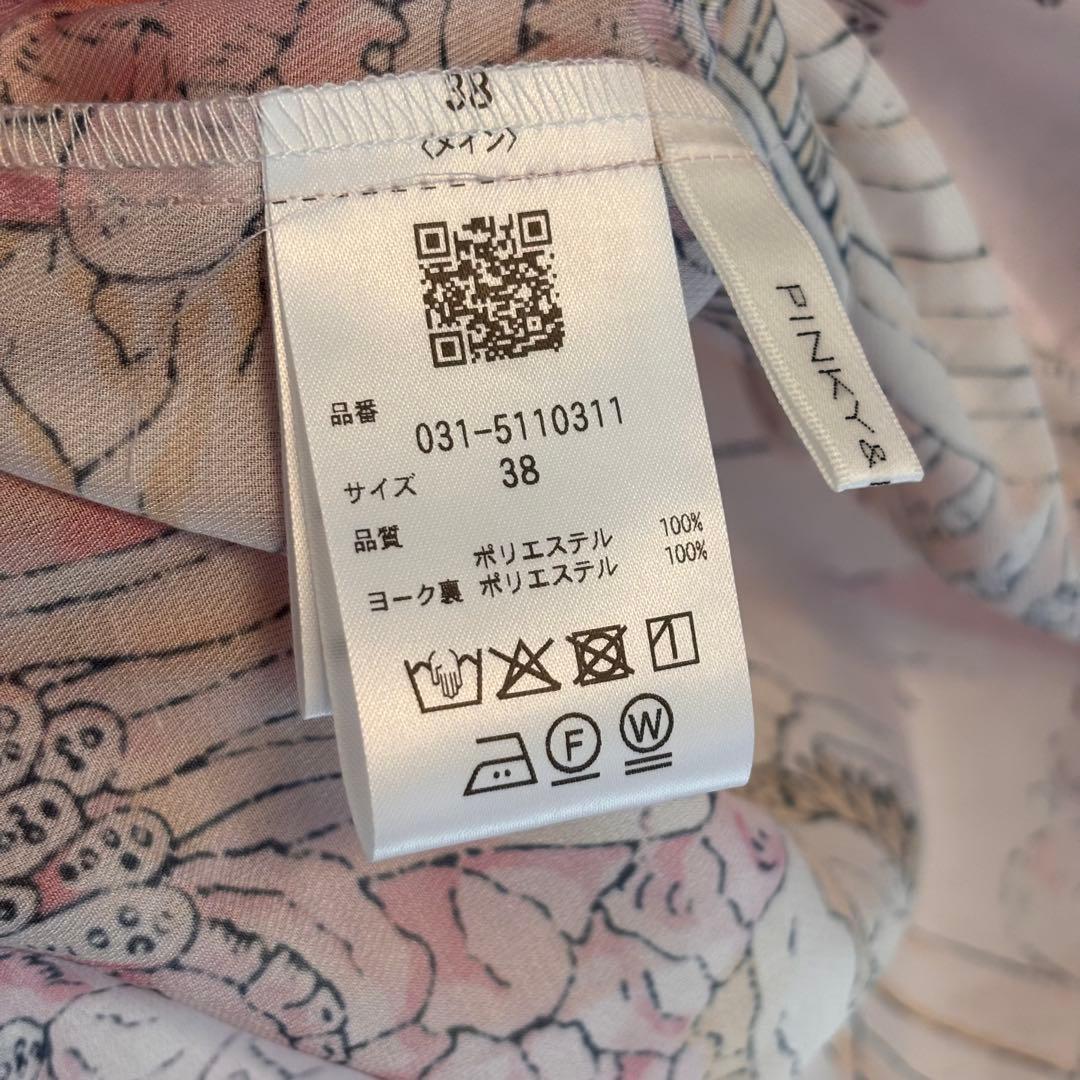 38
〈メイン〉
品番
031-5110311
サイズ 38
品質
ポリエステル 100%
ヨーク裏 ポリエステル 100%
F W
PINKY &